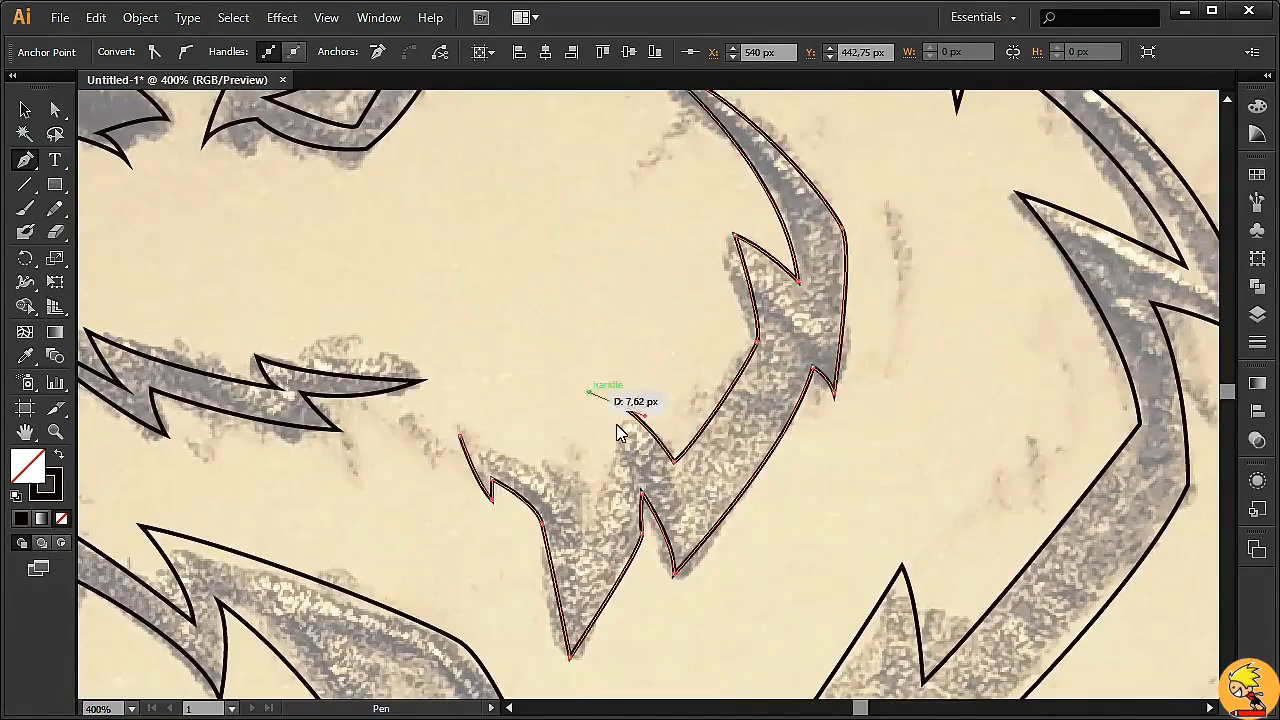 Ai File Edit Object Type Select Effect View Window Help Br Essentials
Anchor Point Convert: Handles: Anchors: X: 540 px Y: 442,75 px W: 0 px H: 0 px
Untitled-1* @ 400% (RGB/Preview)
T
handle
D: 7,62 px
400% 1 Pen